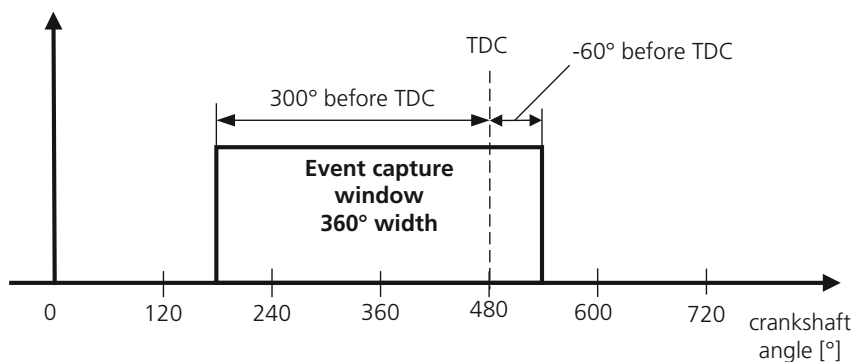 TDC
-60° before TDC
300° before TDC
Event capture
window
360° width
0
120
240
360
480
600
720
crankshaft
angle [°]